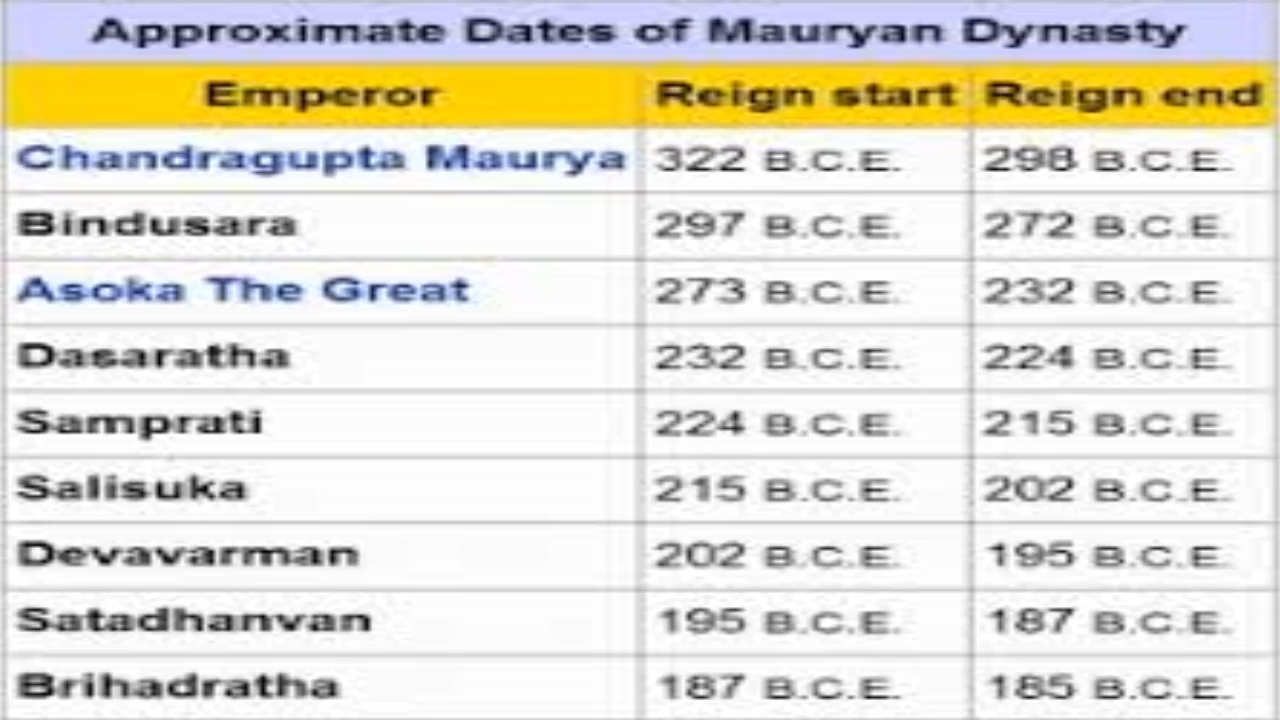 Approximate Dates of Mauryan Dynasty
Emperor Reign start Reign end
Chandragupta Maurya 322 B.C.E. 298 B.C.E.
Bindusara 297 B.C.E. 272 B.C.E.
Asoka The Great 273 B.C.E. 232 B.C.E.
Dasaratha 232 B.C.E. 224 B.C.E.
Samprati 224 B.C.E. 215 B.C.E.
Salisuka 215 B.C.E. 202 B.C.E.
Devavarman 202 B.C.E. 195 B.C.E.
Satadhanvan 195 B.C.E. 187 B.C.E.
Brihadratha 187 B.C.E. 185 B.C.E.